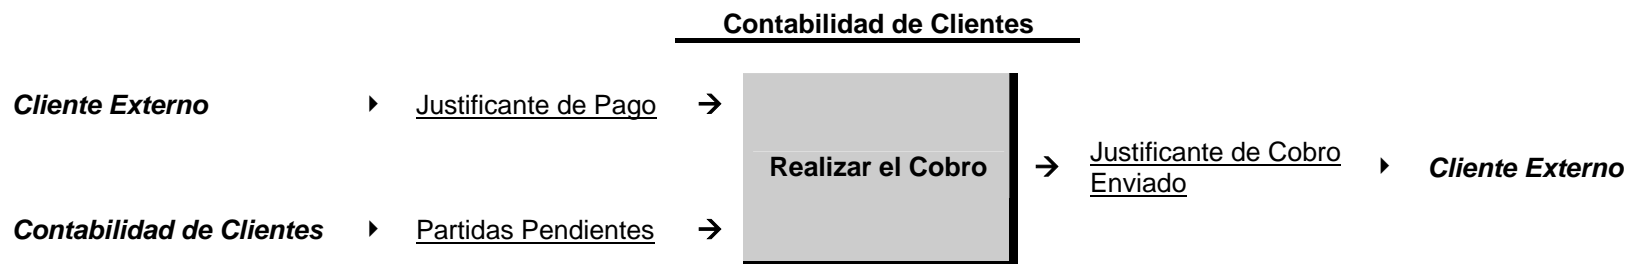 Contabilidad de Clientes
Cliente Externo Justificante de Pago
Realizar el Cobro
Justificante de Cobro
Enviado
Cliente Externo
Contabilidad de Clientes Partidas Pendientes